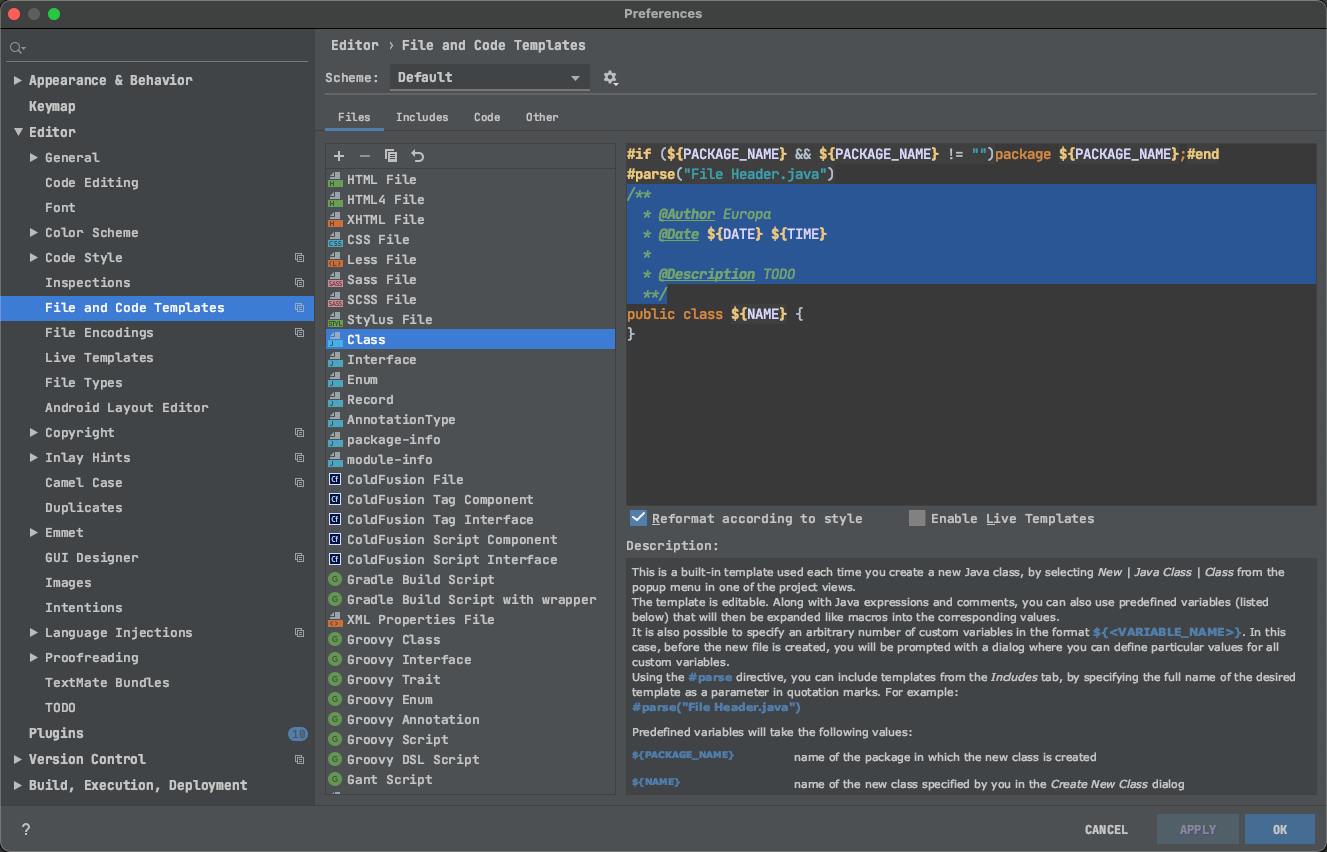 Preferences
Appearance & Behavior
Keymap
Editor
General
Code Editing
Font
Color Scheme
Code Style
Inspections
File and Code Templates
File Encodings
Live Templates
File Types
Android Layout Editor
Copyright
Inlay Hints
Camel Case
Duplicates
Emmet
GUI Designer
Images
Intentions
Language Injections
Proofreading
TextMate Bundles
TODO
Plugins 10
Version Control
Build, Execution, Deployment
?
Editor › File and Code Templates
Scheme: Default
Files Includes Code Other
HTML File
HTML4 File
XHTML File
CSS File
Less File
Sass File
SCSS File
Stylus File
Class
Interface
Enum
Record
AnnotationType
package-info
module-info
ColdFusion File
ColdFusion Tag Component
ColdFusion Tag Interface
ColdFusion Script Component
ColdFusion Script Interface
Gradle Build Script
Gradle Build Script with wrapper
XML Properties File
Groovy Class
Groovy Interface
Groovy Trait
Groovy Enum
Groovy Annotation
Groovy Script
Groovy DSL Script
Gant Script
#if (${PACKAGE_NAME} && ${PACKAGE_NAME} != "")package ${PACKAGE_NAME};#end
#parse("File Header.java")
/**
* @Author Europa
* @Date ${DATE} ${TIME}
*
* @Description TODO
**/
public class ${NAME} {
}
Reformat according to style Enable Live Templates
Description:
This is a built-in template used each time you create a new Java class, by selecting New | Java Class | Class from the
popup menu in one of the project views.
The template is editable. Along with Java expressions and comments, you can also use predefined variables (listed
below) that will then be expanded like macros into the corresponding values.
It is also possible to specify an arbitrary number of custom variables in the format ${<VARIABLE_NAME>}. In this
case, before the new file is created, you will be prompted with a dialog where you can define particular values for all
custom variables.
Using the #parse directive, you can include templates from the Includes tab, by specifying the full name of the desired
template as a parameter in quotation marks. For example:
#parse("File Header.java")
Predefined variables will take the following values:
${PACKAGE_NAME} name of the package in which the new class is created
${NAME} name of the new class specified by you in the Create New Class dialog
CANCEL APPLY OK